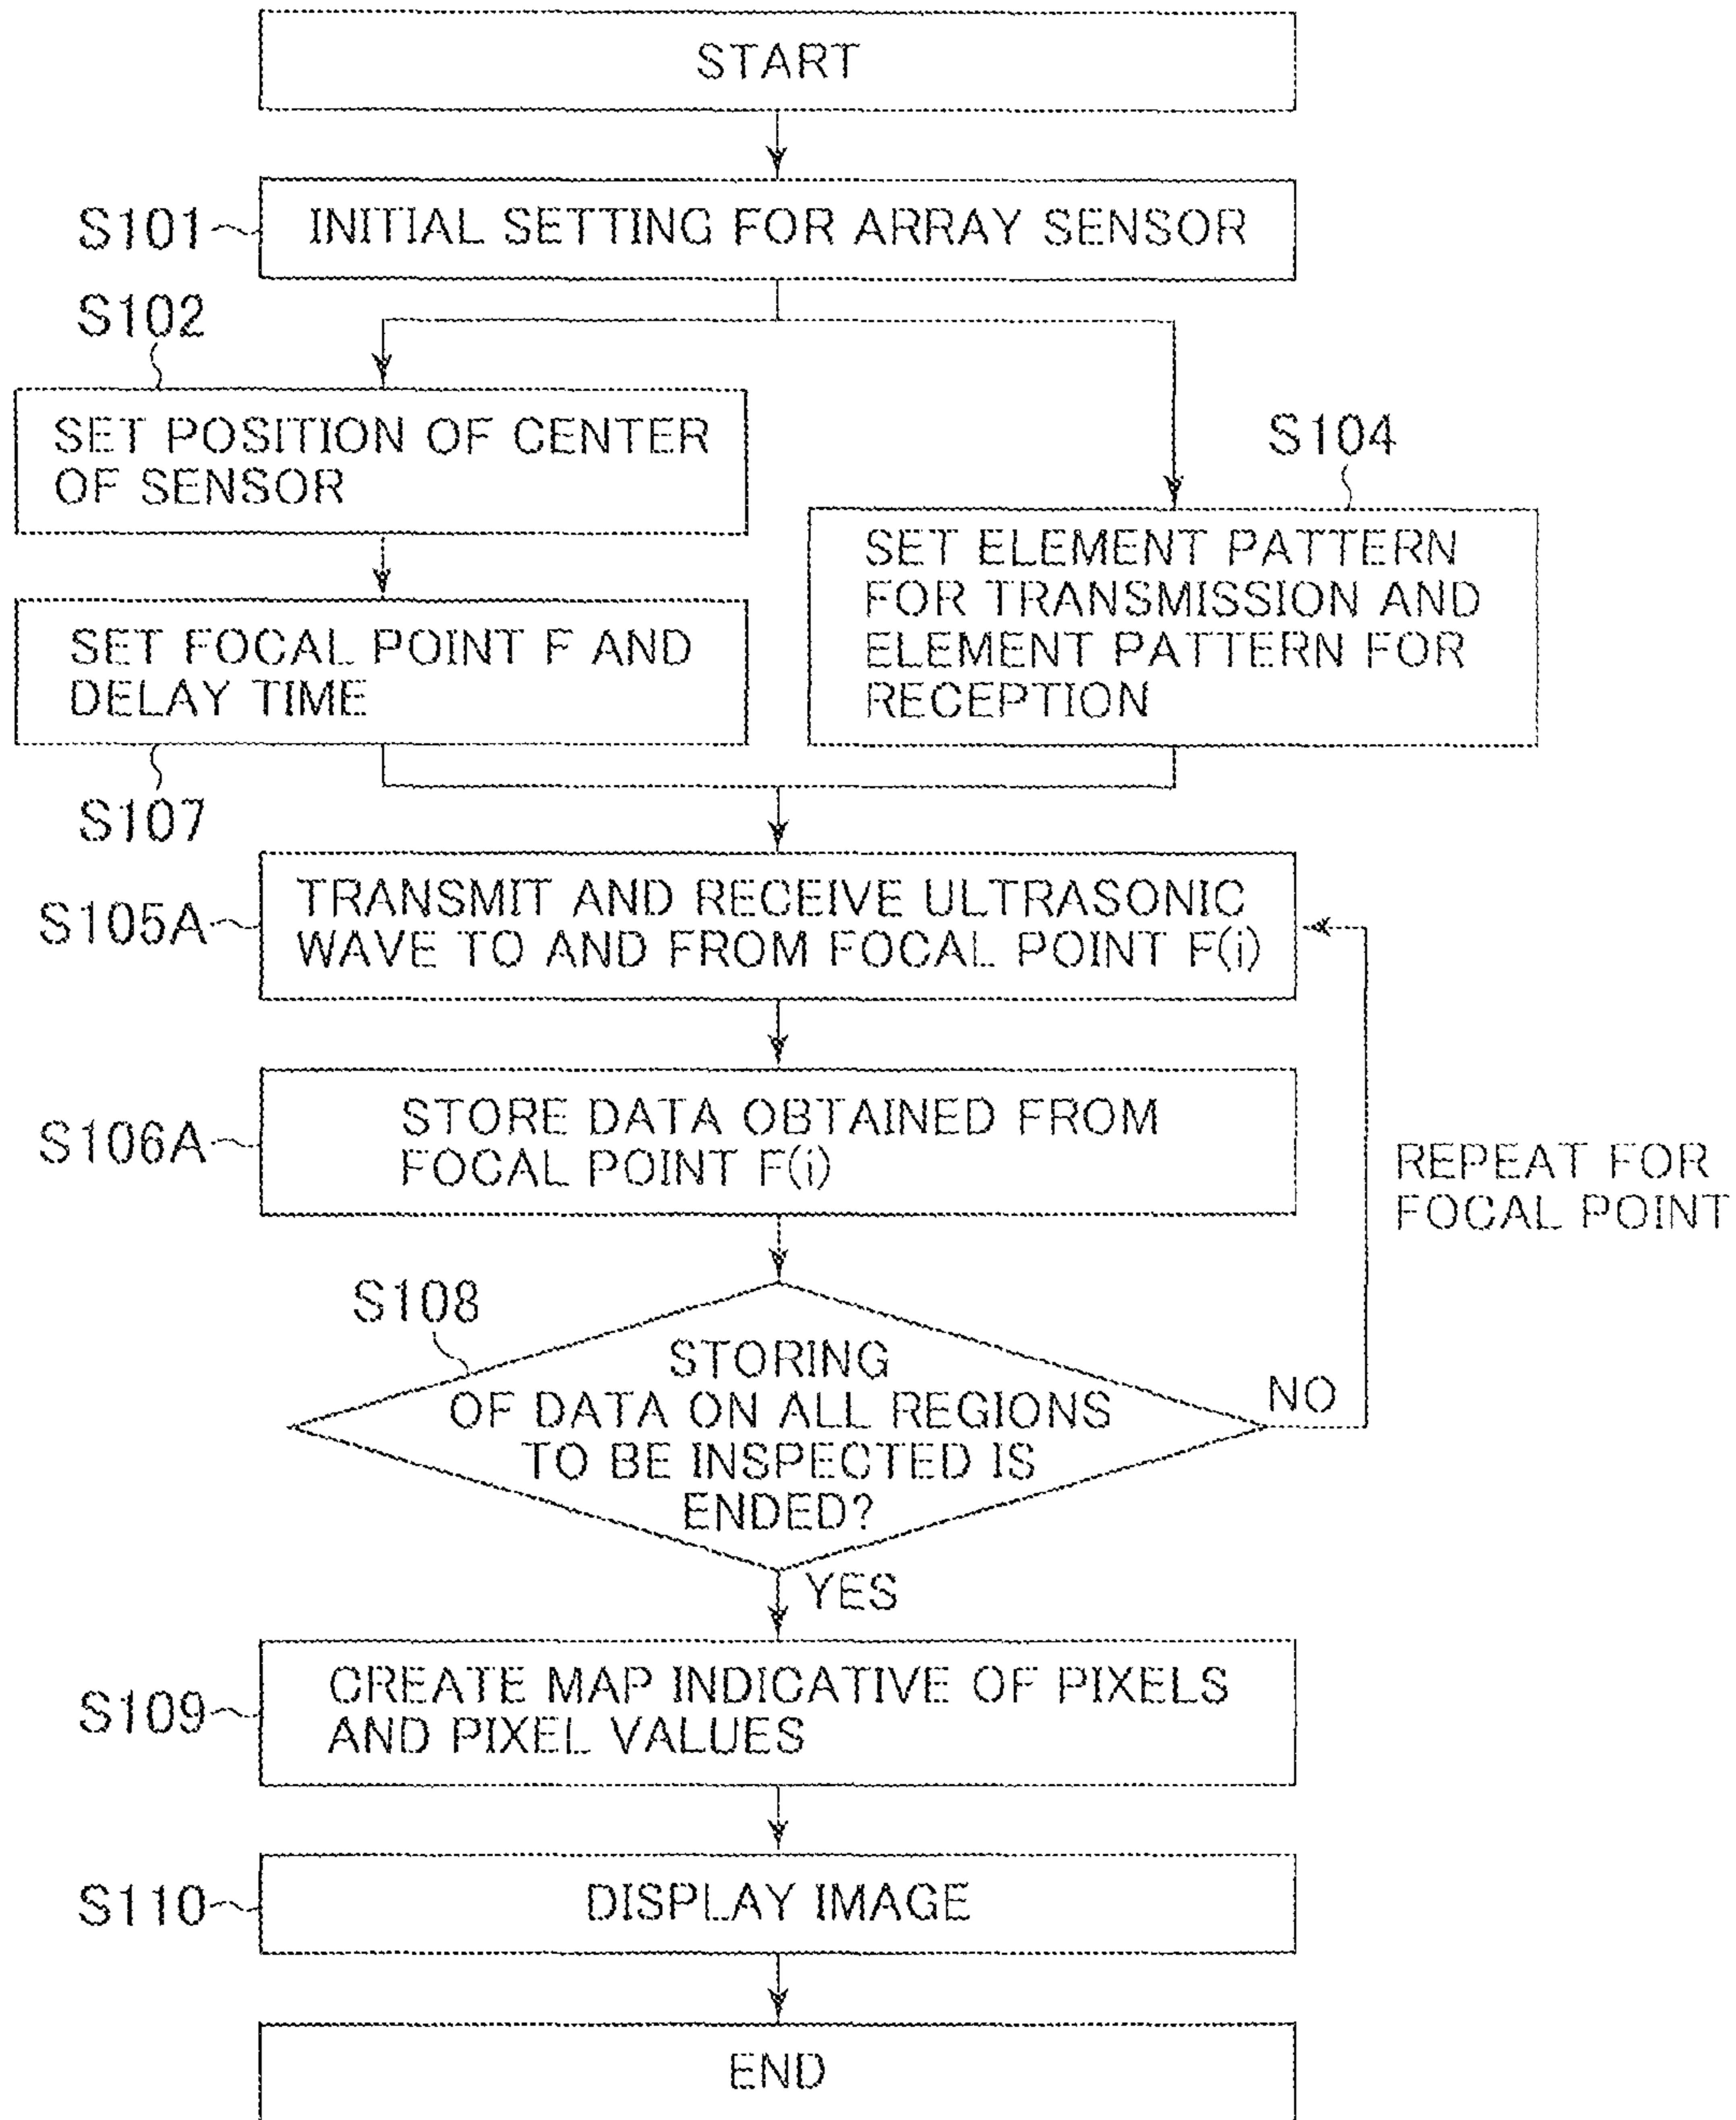 START
S101
INITIAL SETTING FOR ARRAY SENSOR
S102
SET POSITION OF CENTER
OF SENSOR
S104
SET ELEMENT PATTERN
FOR TRANSMISSION AND
ELEMENT PATTERN FOR
RECEPTION
SET FOCAL POINT F AND
DELAY TIME
S107
S105A
TRANSMIT AND RECEIVE ULTRASONIC
WAVE TO AND FROM FOCAL POINT F(i)
S106A
STORE DATA OBTAINED FROM
FOCAL POINT F(i)
REPEAT FOR
FOCAL POINT
S108
STORING
OF DATA ON ALL REGIONS
TO BE INSPECTED IS
ENDED?
NO
YES
S109
CREATE MAP INDICATIVE OF PIXELS
AND PIXEL VALUES
S110
DISPLAY IMAGE
END